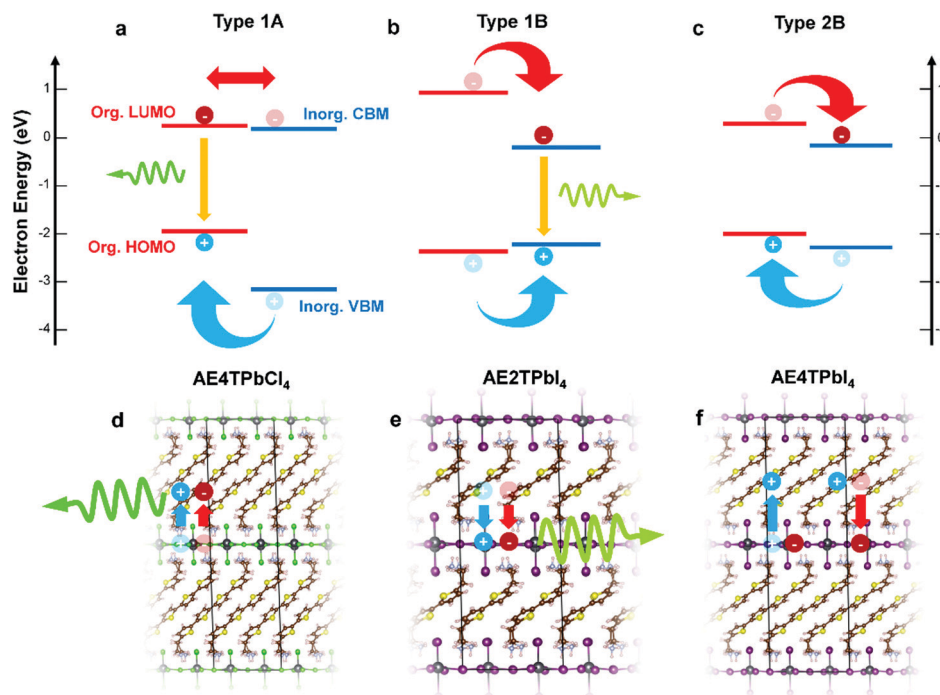 a Type 1A
b Type 1B
c Type 2B
Electron Energy (eV)
1
0
-1
-2
-3
-4
Org. LUMO
Inorg. CBM
Org. HOMO
Inorg. VBM
-
-
+
+
-
-
+
+
-
-
+
+
0
-
-
-
-
AE4TPbCl4
AE2TPbI4
AE4TPbI4
d
e
f
+ -
+ -
+ + -
+ -
- - -